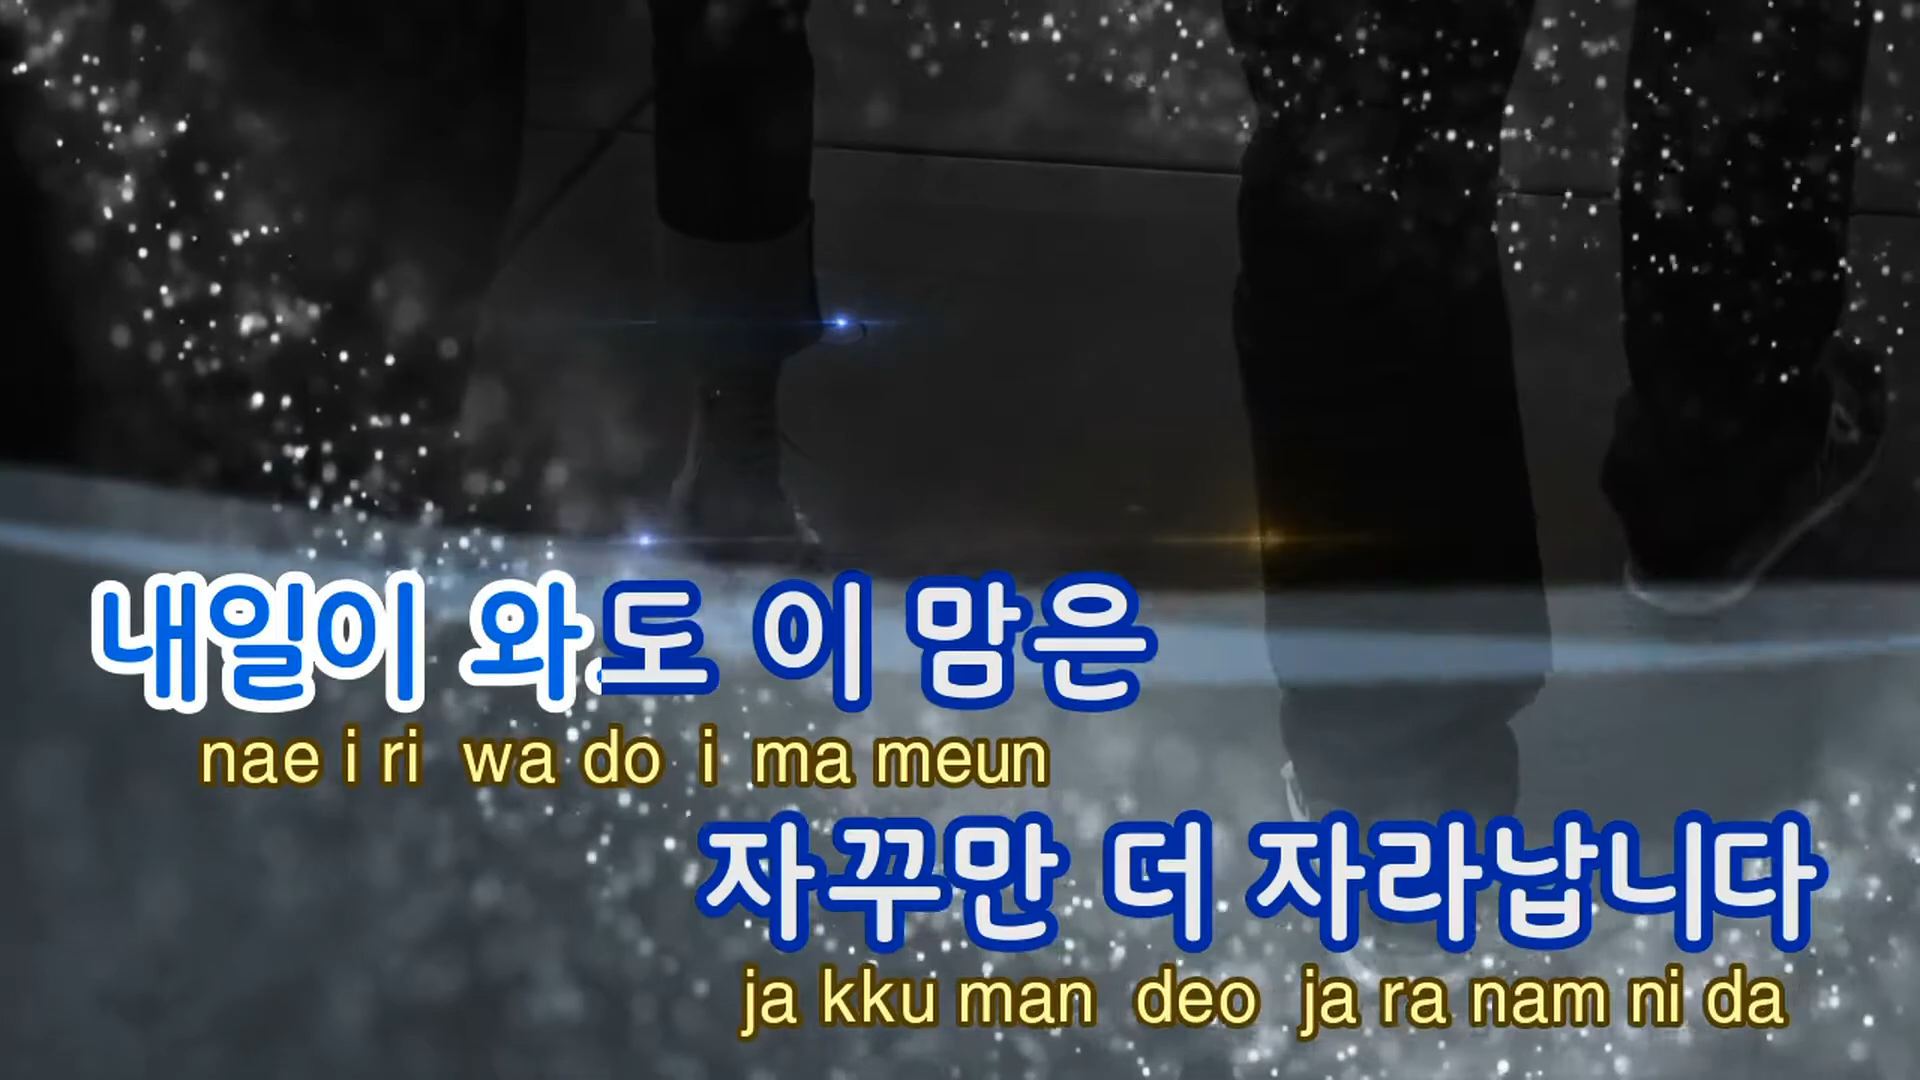 내일이 와도 이 맘은
nae i ri wa do i ma meun
자꾸만 더 자라납니다
ja kku man deo ja ra nam ni da